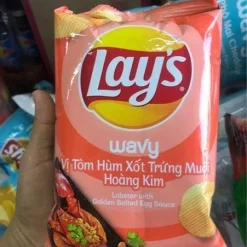 Lay's
wavy
Vị Tôm Hùm Xốt Trứng Muối
Hoàng Kim
Lobster with
Golden Salted Egg Sauce